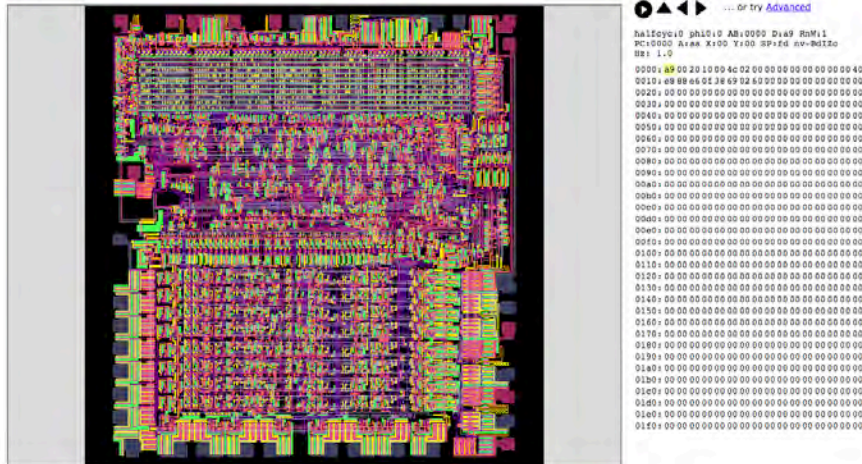 ... or try Advanced
halfcyc:0 phi0:0 AB:0000 D:a9 RnW:1
PC:0000 A:aa X:00 Y:00 SP:fd nv-BdIZc
Hz: 1.0
0000: a9 00 20 10 00 4c 02 00 00 00 00 00 00 00 00 40
0010: e8 88 e6 0f 38 69 02 60 00 00 00 00 00 00 00 00
0020: 00 00 00 00 00 00 00 00 00 00 00 00 00 00 00 00
0030: 00 00 00 00 00 00 00 00 00 00 00 00 00 00 00 00
0040: 00 00 00 00 00 00 00 00 00 00 00 00 00 00 00 00
0050: 00 00 00 00 00 00 00 00 00 00 00 00 00 00 00 00
0060: 00 00 00 00 00 00 00 00 00 00 00 00 00 00 00 00
0070: 00 00 00 00 00 00 00 00 00 00 00 00 00 00 00 00
0080: 00 00 00 00 00 00 00 00 00 00 00 00 00 00 00 00
0090: 00 00 00 00 00 00 00 00 00 00 00 00 00 00 00 00
00a0: 00 00 00 00 00 00 00 00 00 00 00 00 00 00 00 00
00b0: 00 00 00 00 00 00 00 00 00 00 00 00 00 00 00 00
00c0: 00 00 00 00 00 00 00 00 00 00 00 00 00 00 00 00
00d0: 00 00 00 00 00 00 00 00 00 00 00 00 00 00 00 00
00e0: 00 00 00 00 00 00 00 00 00 00 00 00 00 00 00 00
00f0: 00 00 00 00 00 00 00 00 00 00 00 00 00 00 00 00
0100: 00 00 00 00 00 00 00 00 00 00 00 00 00 00 00 00
0110: 00 00 00 00 00 00 00 00 00 00 00 00 00 00 00 00
0120: 00 00 00 00 00 00 00 00 00 00 00 00 00 00 00 00
0130: 00 00 00 00 00 00 00 00 00 00 00 00 00 00 00 00
0140: 00 00 00 00 00 00 00 00 00 00 00 00 00 00 00 00
0150: 00 00 00 00 00 00 00 00 00 00 00 00 00 00 00 00
0160: 00 00 00 00 00 00 00 00 00 00 00 00 00 00 00 00
0170: 00 00 00 00 00 00 00 00 00 00 00 00 00 00 00 00
0180: 00 00 00 00 00 00 00 00 00 00 00 00 00 00 00 00
0190: 00 00 00 00 00 00 00 00 00 00 00 00 00 00 00 00
01a0: 00 00 00 00 00 00 00 00 00 00 00 00 00 00 00 00
01b0: 00 00 00 00 00 00 00 00 00 00 00 00 00 00 00 00
01c0: 00 00 00 00 00 00 00 00 00 00 00 00 00 00 00 00
01d0: 00 00 00 00 00 00 00 00 00 00 00 00 00 00 00 00
01e0: 00 00 00 00 00 00 00 00 00 00 00 00 00 00 00 00
01f0: 00 00 00 00 00 00 00 00 00 00 00 00 00 00 00 00